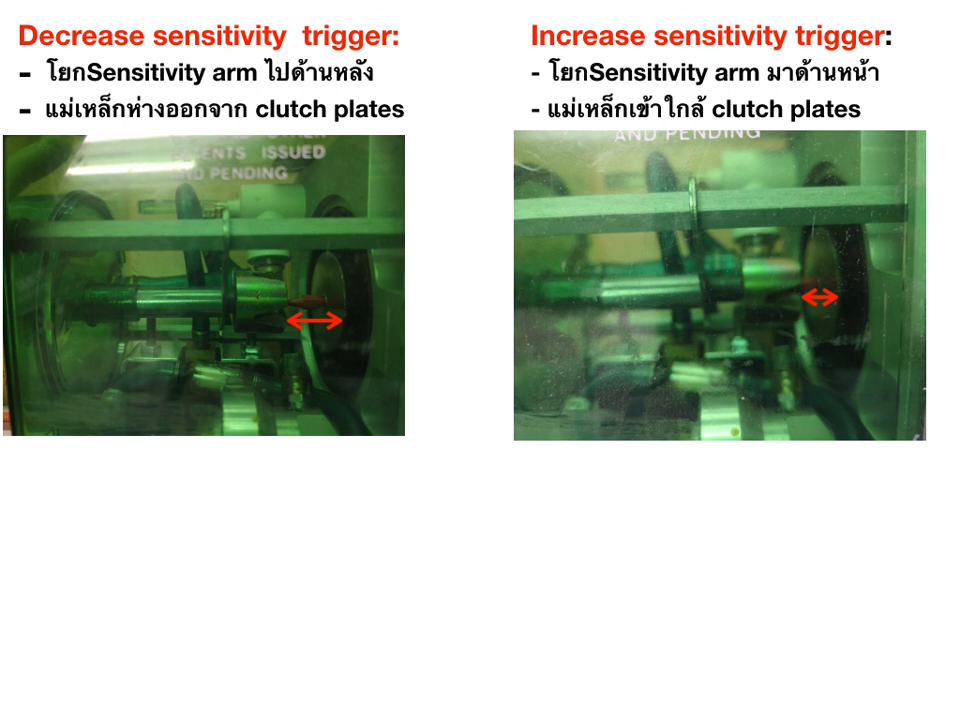 Decrease sensitivity trigger:
- โยกSensitivity arm ไปด้านหลัง
- แม่เหล็กห่างออกจาก clutch plates
Increase sensitivity trigger:
- โยกSensitivity arm มาด้านหน้า
- แม่เหล็กเข้าใกล้ clutch plates
ISSUED
AND PENDING
AND PENDING